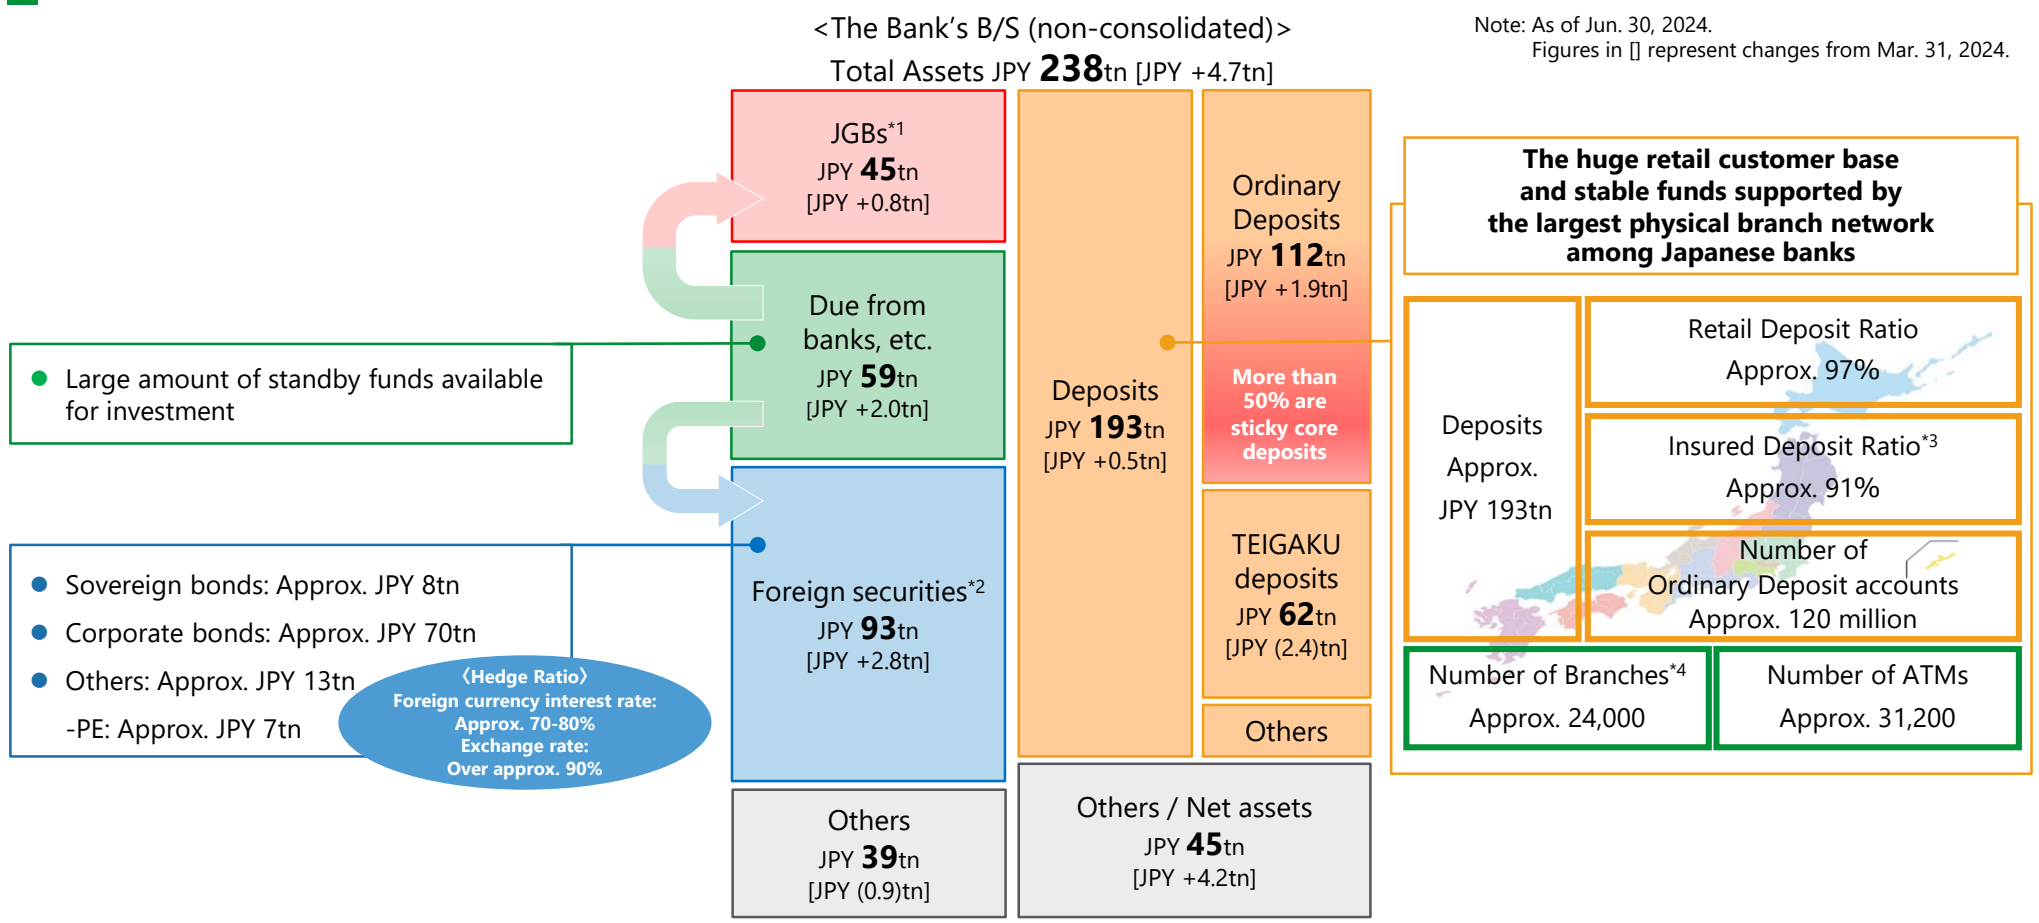 <The Bank's B/S (non-consolidated)>
Total Assets JPY 238tn [JPY +4.7tn]
Note: As of Jun. 30, 2024.
Figures in [] represent changes from Mar. 31, 2024.
JGBs*1
JPY 45tn
[JPY +0.8tn]
Due from
banks, etc.
JPY 59tn
[JPY +2.0tn]
Large amount of standby funds available
for investment
Foreign securities*2
JPY 93tn
[JPY +2.8tn]
Sovereign bonds: Approx. JPY 8tn
Corporate bonds: Approx. JPY 70tn
Others: Approx. JPY 13tn
-PE: Approx. JPY 7tn
〈Hedge Ratio〉
Foreign currency interest rate:
Approx. 70-80%
Exchange rate:
Over approx. 90%
Others
JPY 39tn
[JPY (0.9)tn]
Deposits
JPY 193tn
[JPY +0.5tn]
Ordinary
Deposits
JPY 112tn
[JPY +1.9tn]
More than
50% are
sticky core
deposits
TEIGAKU
deposits
JPY 62tn
[JPY (2.4)tn]
Others
Others / Net assets
JPY 45tn
[JPY +4.2tn]
The huge retail customer base
and stable funds supported by
the largest physical branch network
among Japanese banks
Deposits
Approx.
JPY 193tn
Retail Deposit Ratio
Approx. 97%
Insured Deposit Ratio*3
Approx. 91%
Number of
Ordinary Deposit accounts
Approx. 120 million
Number of Branches*4
Approx. 24,000
Number of ATMs
Approx. 31,200